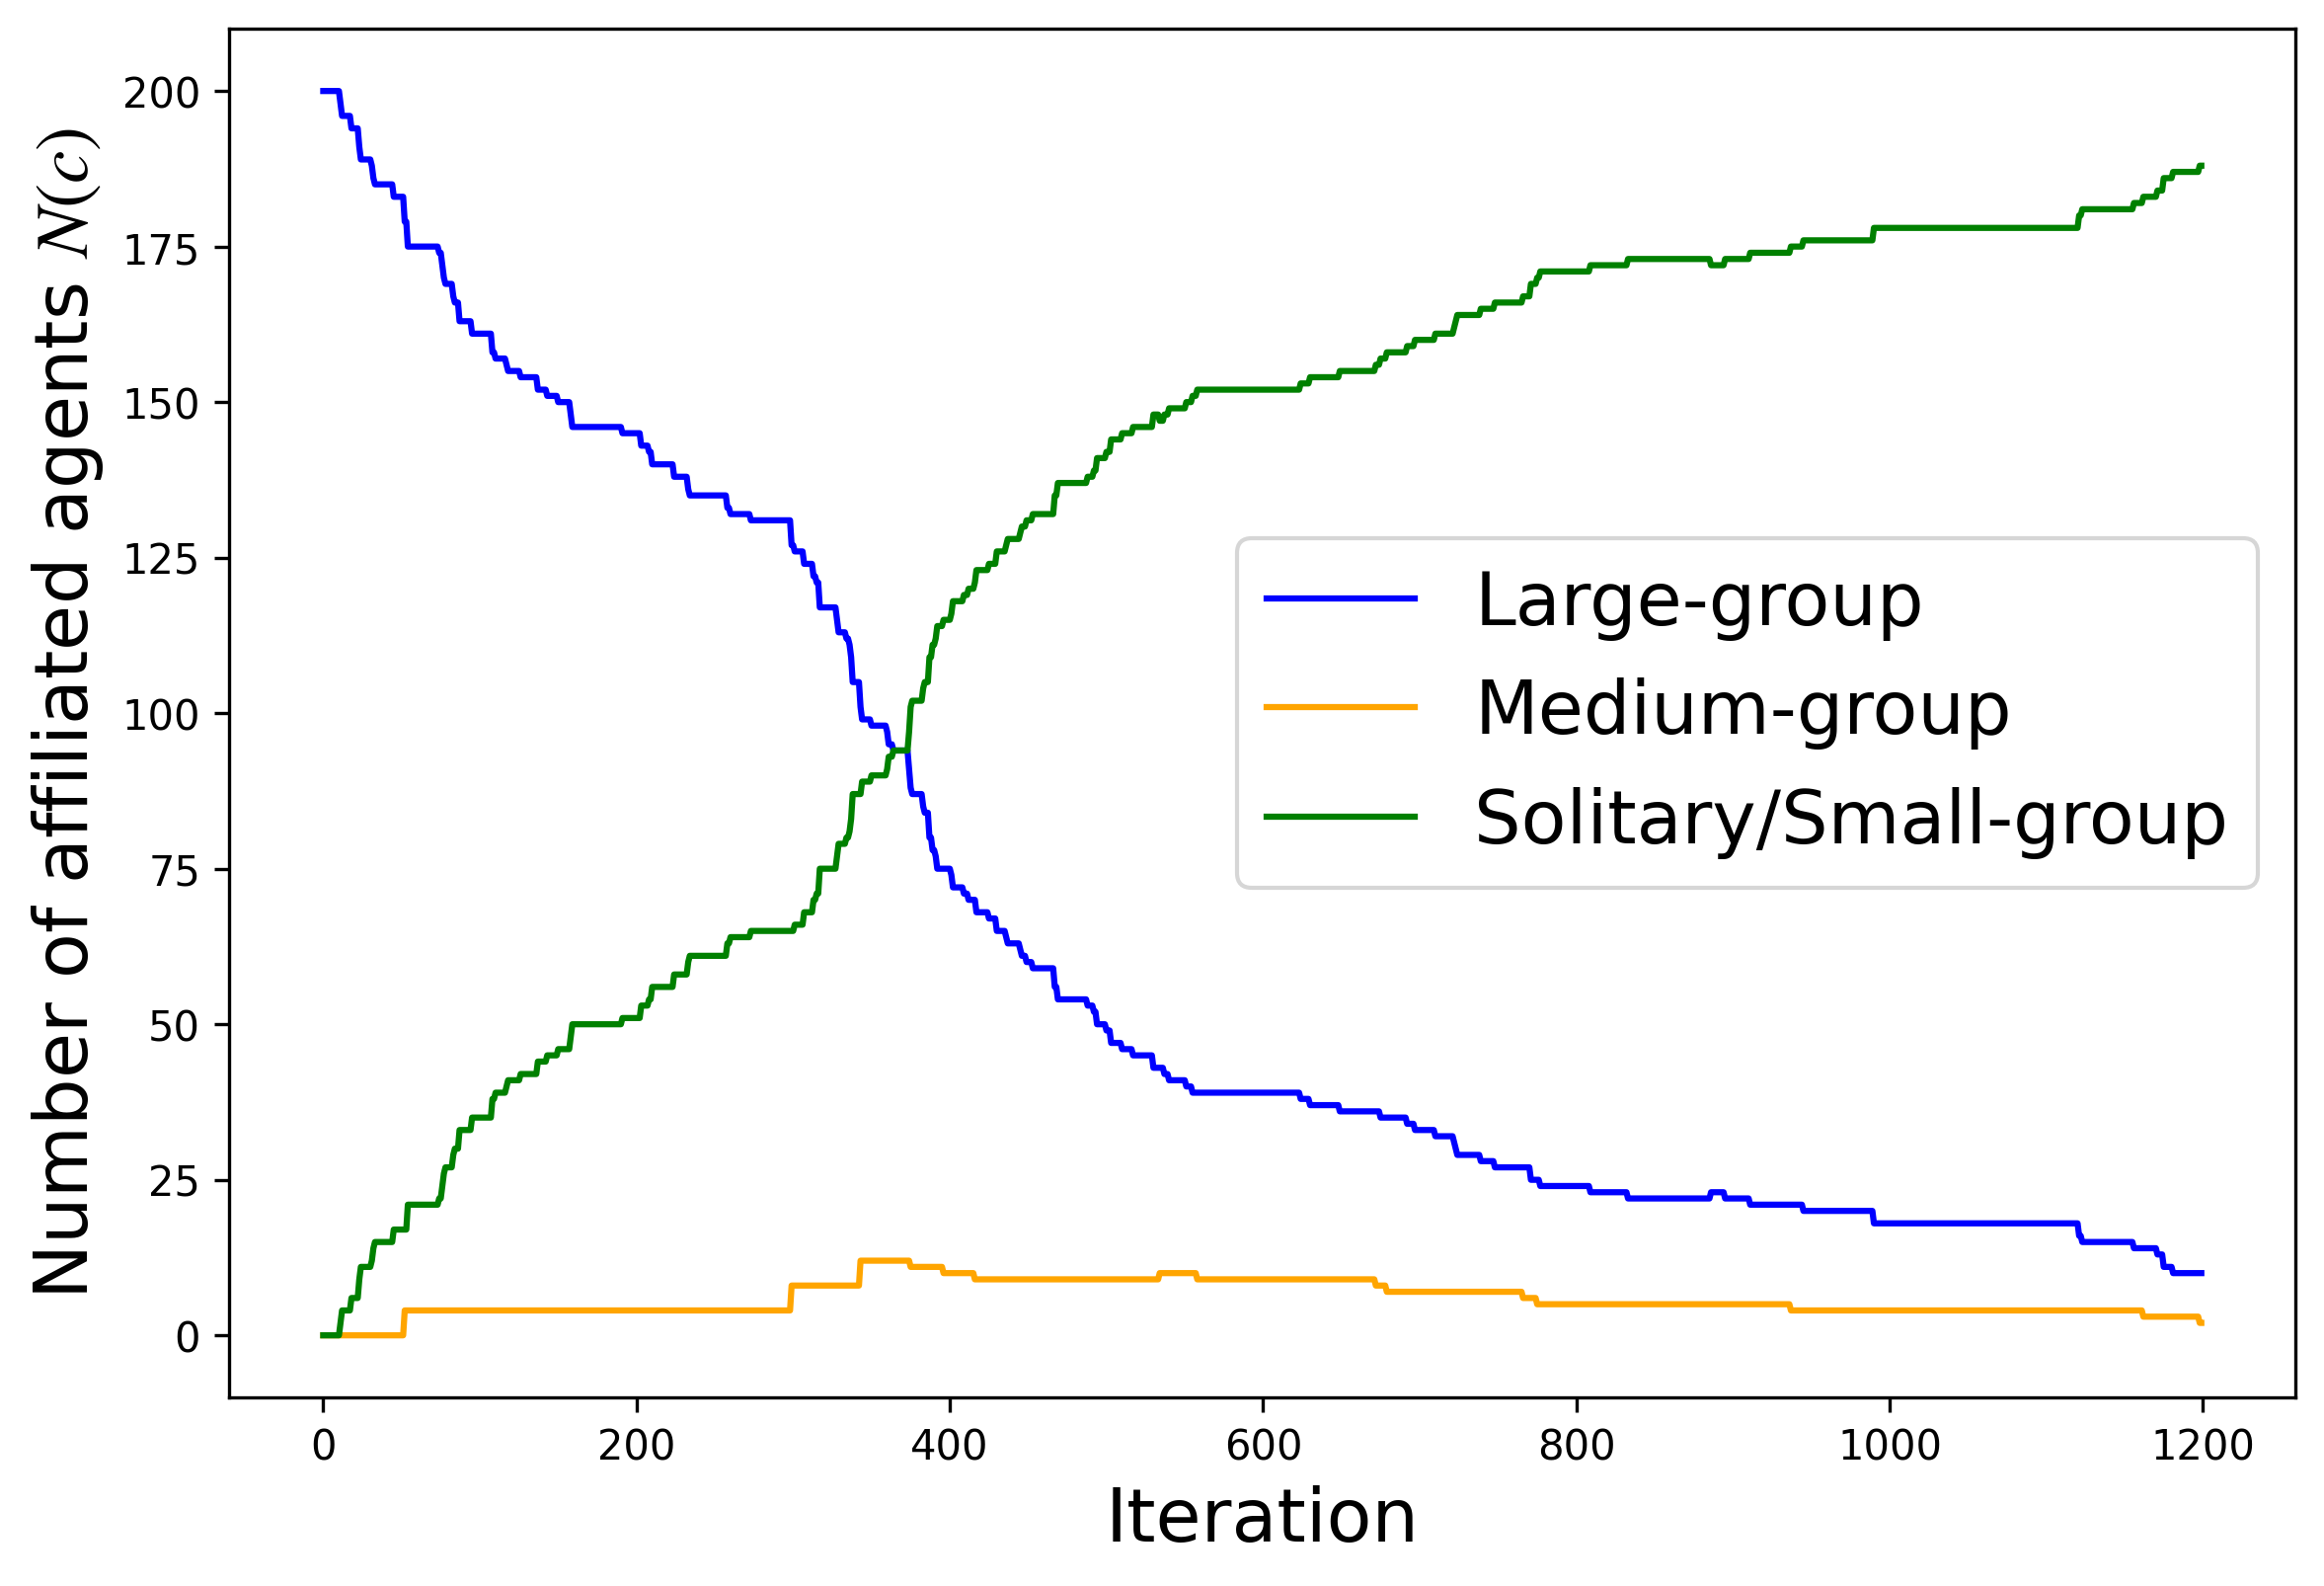 Number of affiliated agents N(c)
200
175
150
125
100
75
50
25
0
Large-group
Medium-group
Solitary/Small-group
0 200 400 600 800 1000 1200
Iteration